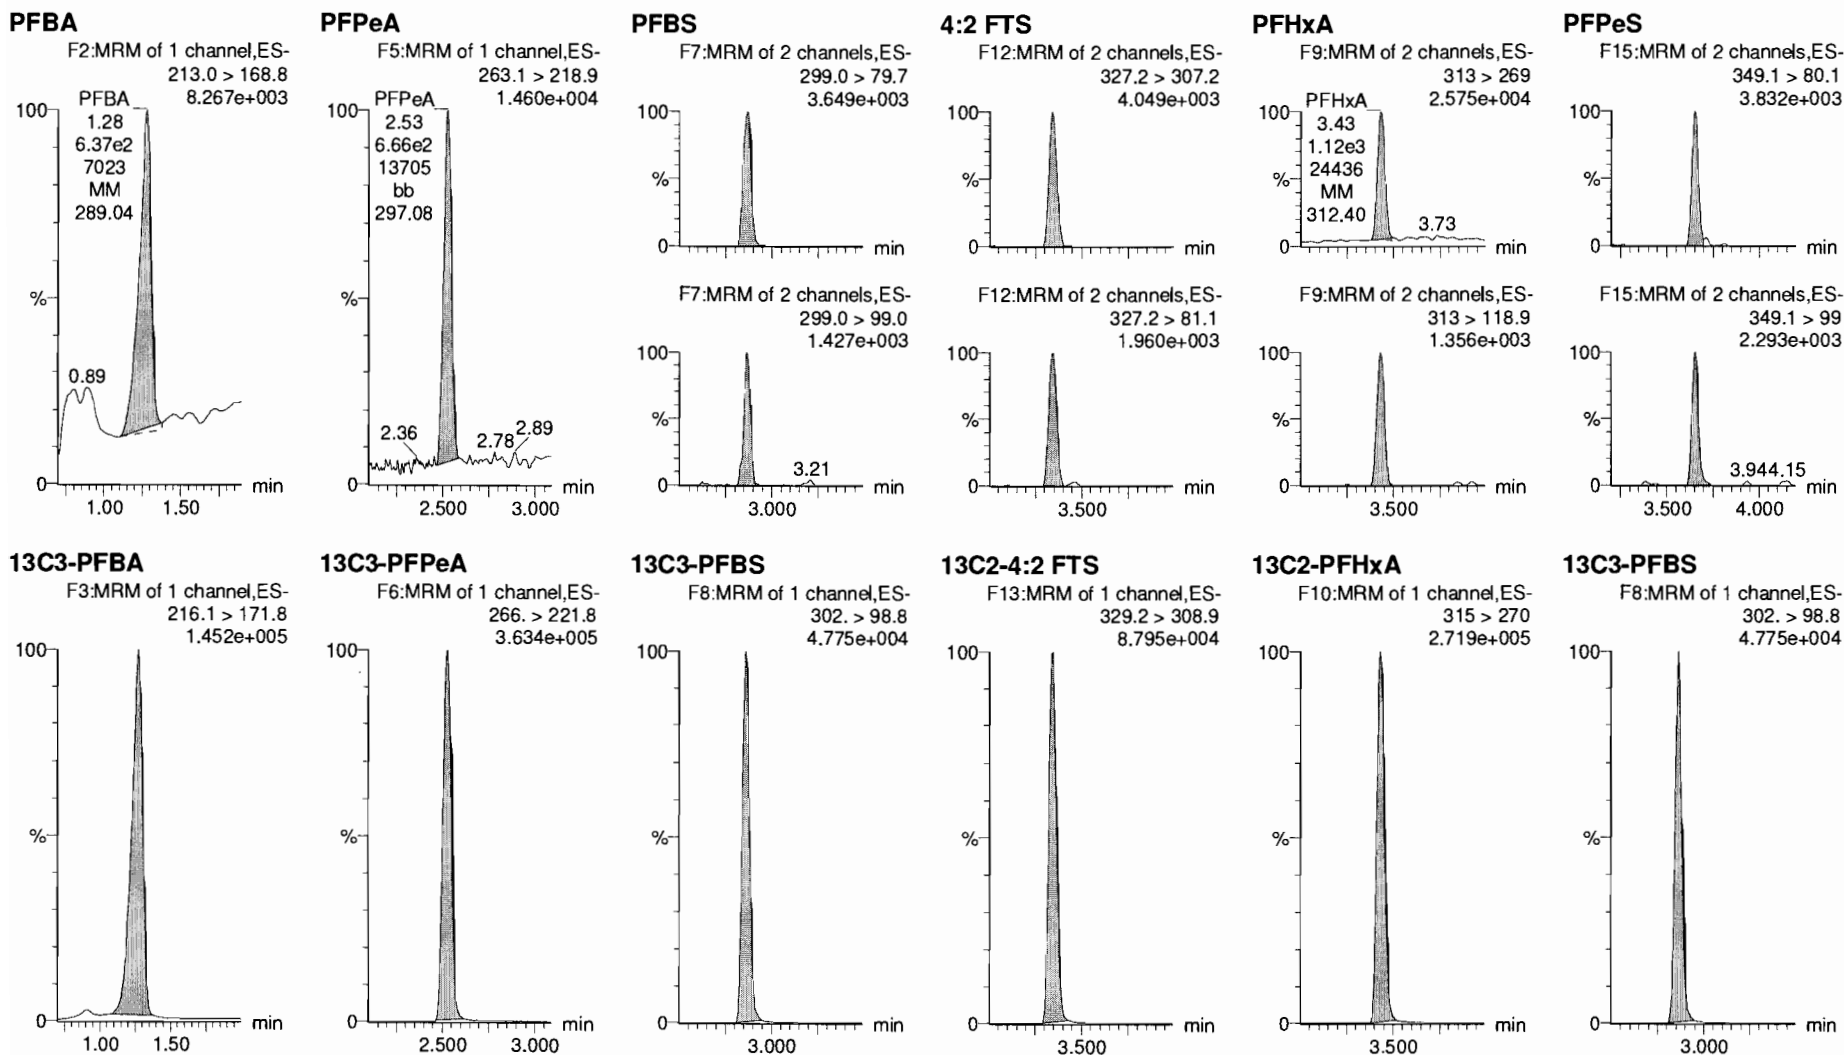 PFBA
F2:MRM of 1 channel,ES-
213.0 > 168.8
8.267e+003
100
PFBA
1.28
6.37e2
7023
MM
289.04
%
0.89
0
min
1.00 1.50
PFPeA
F5:MRM of 1 channel,ES-
263.1 > 218.9
1.460e+004
100
PFPeA
2.53
6.66e2
13705
bb
297.08
%
2.36
2.78
2.89
0
min
2.500 3.000
PFBS
F7:MRM of 2 channels,ES-
299.0 > 79.7
3.649e+003
100
%
0
min
F7:MRM of 2 channels,ES-
299.0 > 99.0
1.427e+003
100
%
3.21
0
min
3.000
4:2 FTS
F12:MRM of 2 channels,ES-
327.2 > 307.2
4.049e+003
100
%
0
min
F12:MRM of 2 channels,ES-
327.2 > 81.1
1.960e+003
100
%
0
min
3.500
PFHxA
F9:MRM of 2 channels,ES-
313 > 269
2.575e+004
100
PFHxA
3.43
1.12e3
24436
MM
312.40
%
3.73
0
min
F9:MRM of 2 channels,ES-
313 > 118.9
1.356e+003
100
%
0
min
3.500
PFPeS
F15:MRM of 2 channels,ES-
349.1 > 80.1
3.832e+003
100
%
0
min
F15:MRM of 2 channels,ES-
349.1 > 99
2.293e+003
100
%
3.944.15
0
min
3.500 4.000
13C3-PFBA
F3:MRM of 1 channel,ES-
216.1 > 171.8
1.452e+005
100
%
0
min
1.00 1.50
13C3-PFPeA
F6:MRM of 1 channel,ES-
266. > 221.8
3.634e+005
100
%
0
min
2.500 3.000
13C3-PFBS
F8:MRM of 1 channel,ES-
302. > 98.8
4.775e+004
100
%
0
min
3.000
13C2-4:2 FTS
F13:MRM of 1 channel,ES-
329.2 > 308.9
8.795e+004
100
%
0
min
3.500
13C2-PFHxA
F10:MRM of 1 channel,ES-
315 > 270
2.719e+005
100
%
0
min
3.500
13C3-PFBS
F8:MRM of 1 channel,ES-
302. > 98.8
4.775e+004
100
%
0
min
3.000